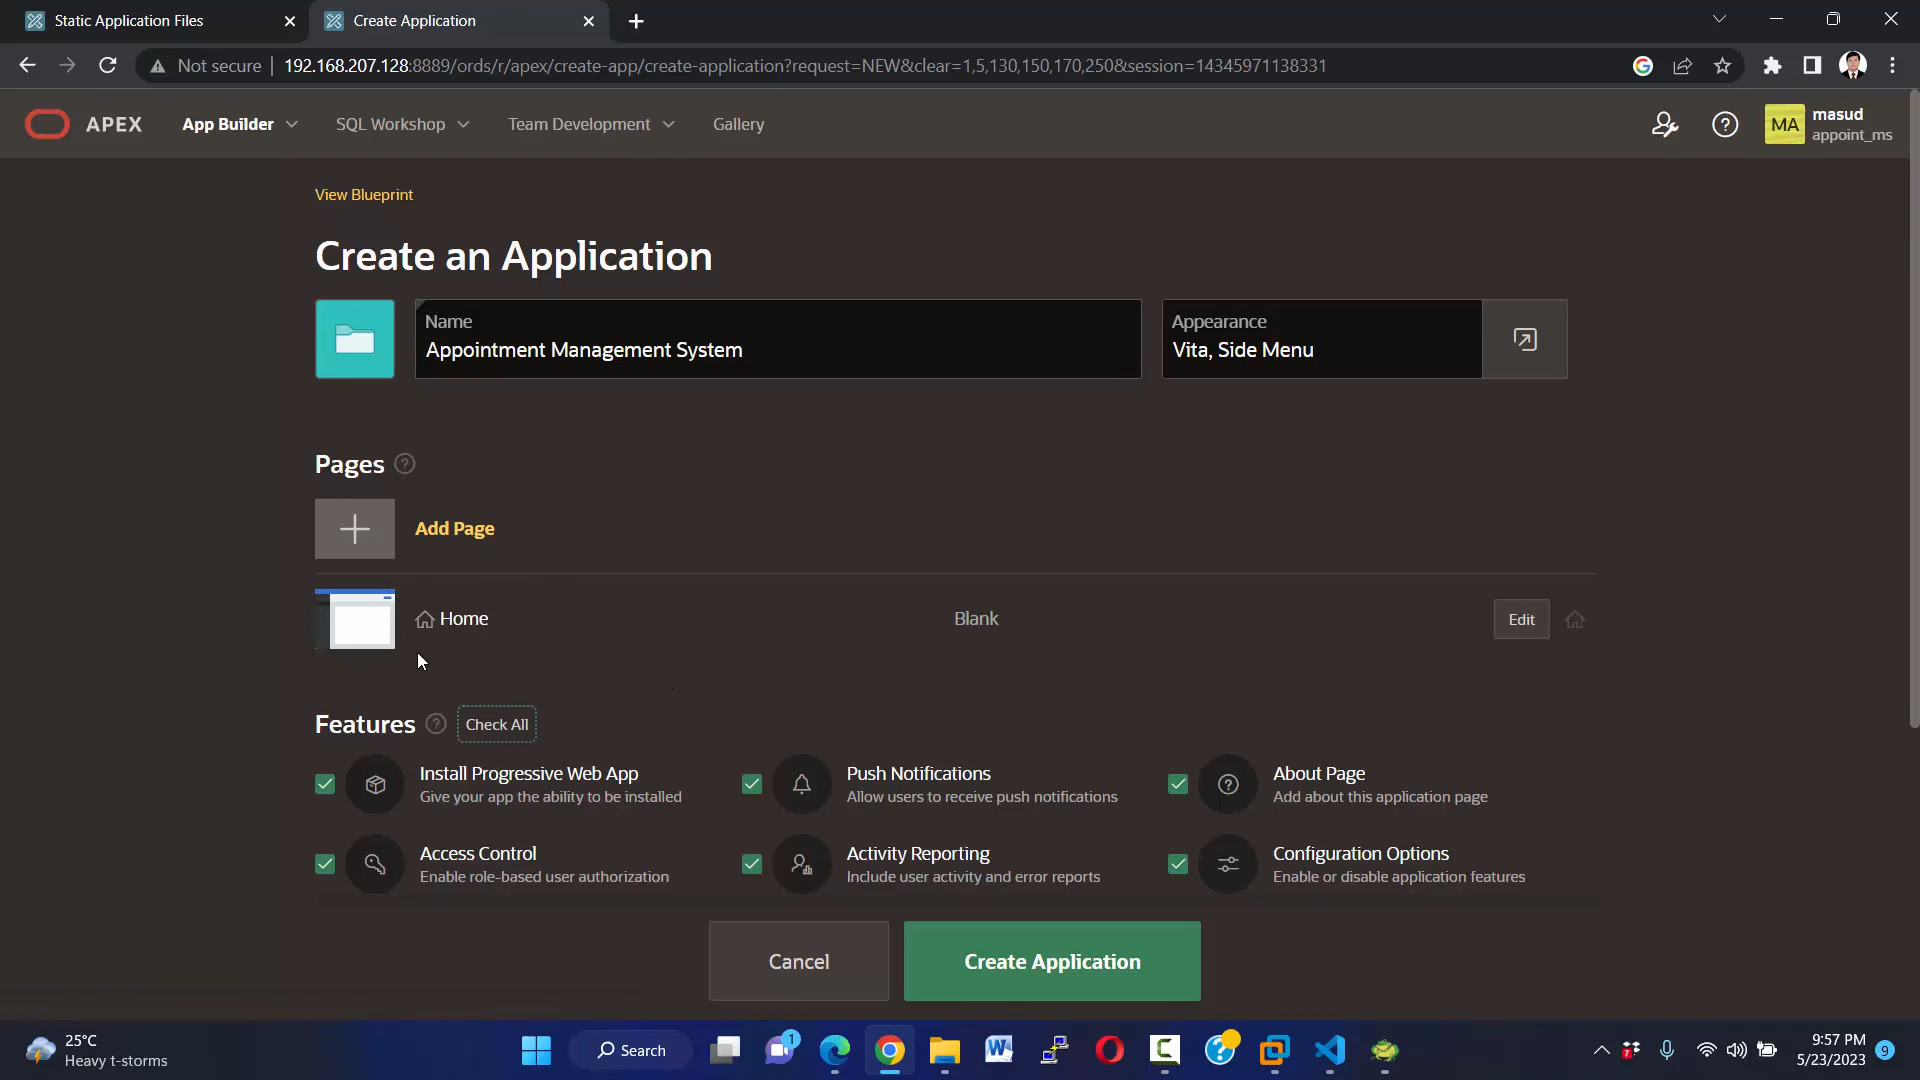 Static Application Files
Create Application
Not secure
192.168.207.128:8889/ords/r/apex/create-app/create-application?request=NEW&clear=1,5,130,150,170,250&session=14345971138331
APEX
App Builder
SQL Workshop
Team Development
Gallery
MA
masud
appoint_ms
View Blueprint
Create an Application
Name
Appointment Management System
Appearance
Vita, Side Menu
Pages
Add Page
Home
Blank
Edit
Features
Check All
Install Progressive Web App
Give your app the ability to be installed
Push Notifications
Allow users to receive push notifications
About Page
Add about this application page
Access Control
Enable role-based user authorization
Activity Reporting
Include user activity and error reports
Configuration Options
Enable or disable application features
Cancel
Create Application
25°C
Heavy t-storms
Search
1
7
9:57 PM
5/23/2023
9